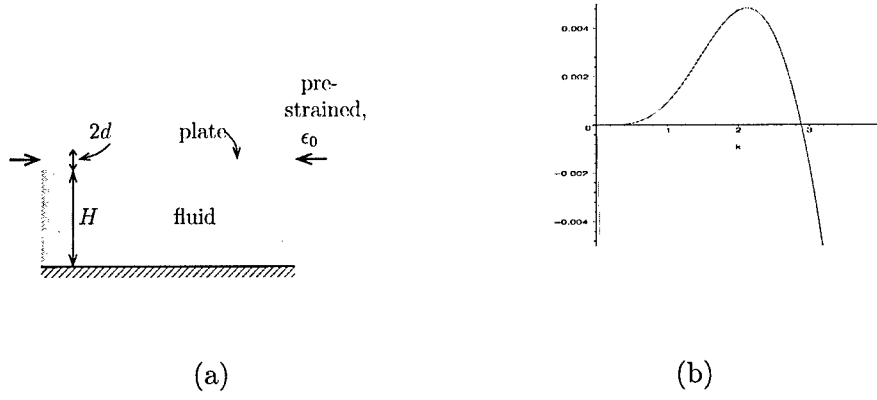 pre-
strained,
ϵ₀
2d
plate
H
fluid
(a)
0.004
0.002
0
1
2
3
k
−0.002
−0.004
(b)